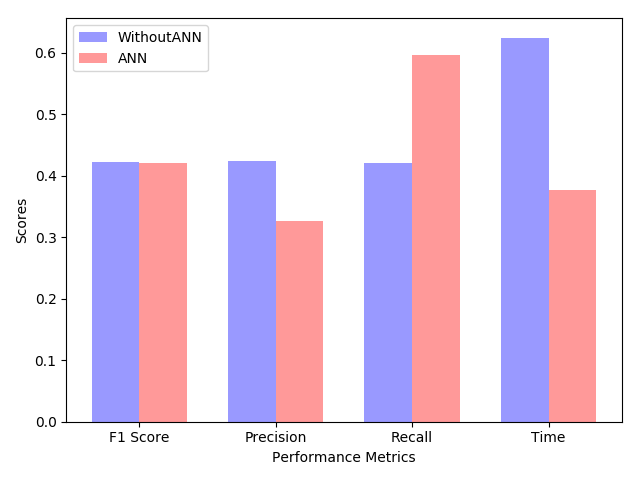 WithoutANN
ANN
Scores
0.6
0.5
0.4
0.3
0.2
0.1
0.0
F1 Score Precision Recall Time
Performance Metrics